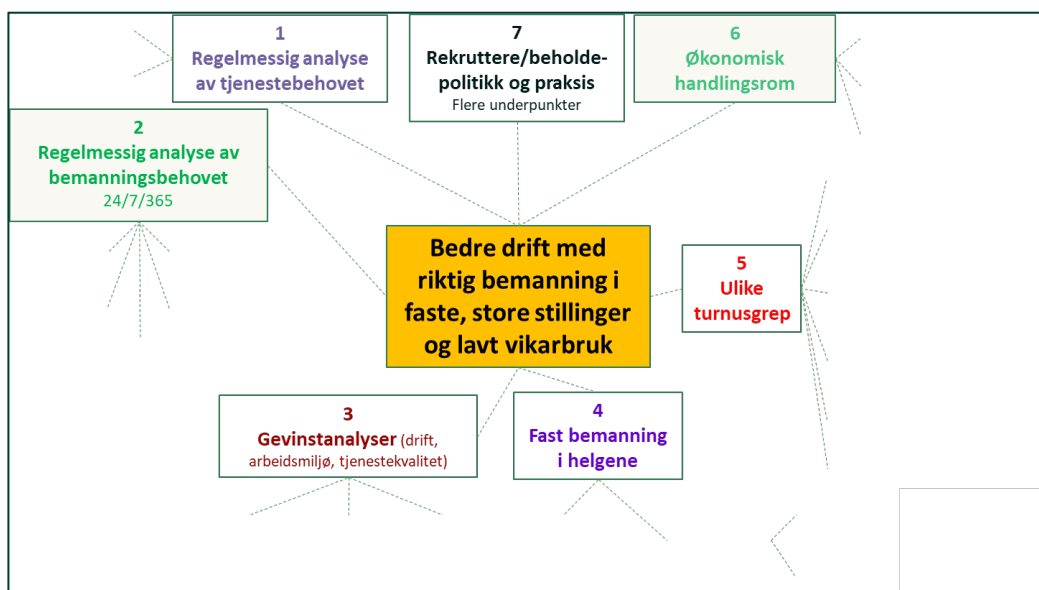 1
Regelmessig analyse
av tjenestebehovet
7
Rekruttere/beholde-
politikk og praksis
Flere underpunkter
6
Økonomisk
handlingsrom
2
Regelmessig analyse av
bemanningsbehovet
24/7/365
Bedre drift med
riktig bemanning i
faste, store stillinger
og lavt vikarbruk
5
Ulike
turnusgrep
3
Gevinstanalyser (drift,
arbeidsmiljø, tjenestekvalitet)
4
Fast bemanning
i helgene